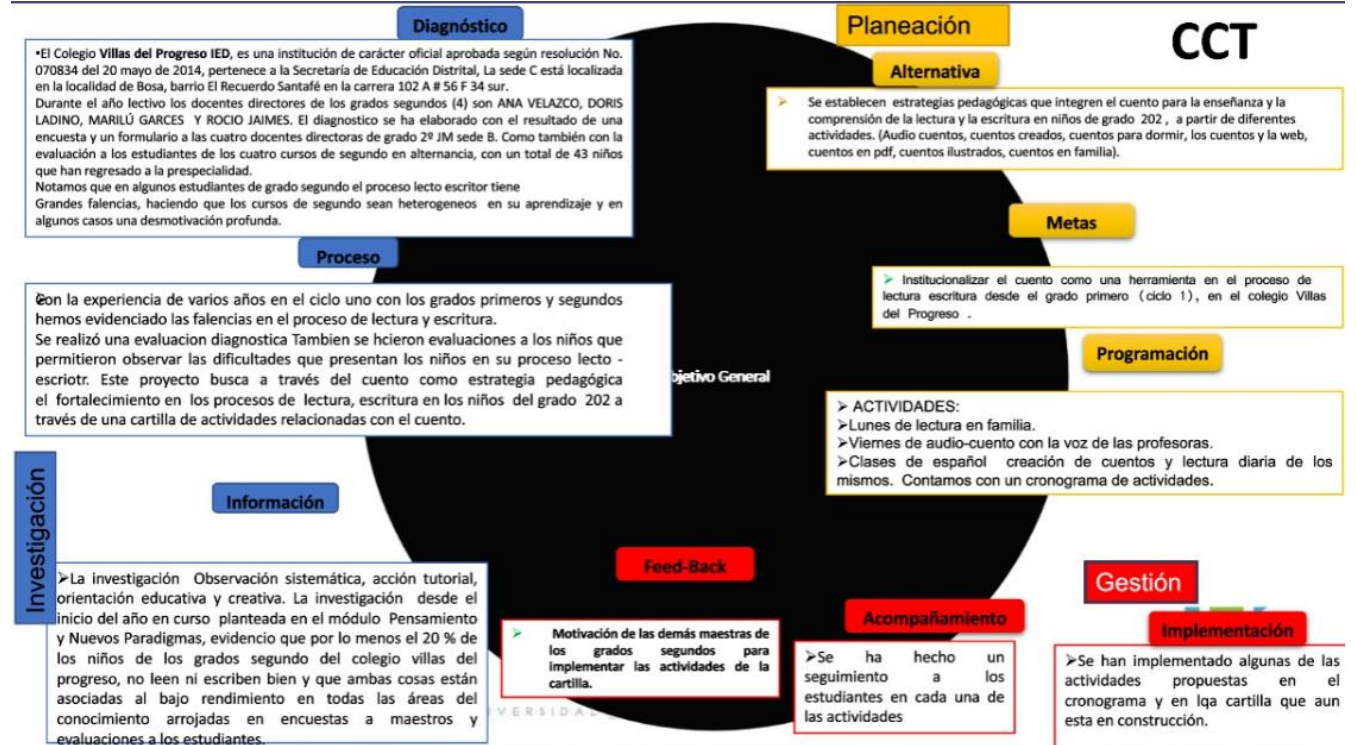 Diagnóstico
•El Colegio Villas del Progreso IED, es una institución de carácter oficial aprobada según resolución No.
070834 del 20 mayo de 2014, pertenece a la Secretaría de Educación Distrital, La sede C está localizada
en la localidad de Bosa, barrio El Recuerdo Santafé en la carrera 102 A # 56 F 34 sur.
Durante el año lectivo los docentes directores de los grados segundos (4) son ANA VELAZCO, DORIS
LADINO, MARILÚ GARCES Y ROCIO JAIMES. El diagnostico se ha elaborado con el resultado de una
encuesta y un formulario a las cuatro docentes directoras de grado 2º JM sede B. Como también con la
evaluación a los estudiantes de los cuatro cursos de segundo en alternancia, con un total de 43 niños
que han regresado a la prespecialidad.
Notamos que en algunos estudiantes de grado segundo el proceso lecto escritor tiene
Grandes falencias, haciendo que los cursos de segundo sean heterogeneos en su aprendizaje y en
algunos casos una desmotivación profunda.
Proceso
Con la experiencia de varios años en el ciclo uno con los grados primeros y segundos
hemos evidenciado las falencias en el proceso de lectura y escritura.
Se realizó una evaluacion diagnostica Tambien se hcieron evaluaciones a los niños que
permitieron observar las dificultades que presentan los niños en su proceso lecto -
escriotr. Este proyecto busca a través del cuento como estrategia pedagógica
el fortalecimiento en los procesos de lectura, escritura en los niños del grado 202 a
través de una cartilla de actividades relacionadas con el cuento.
Investigación
Información
➢La investigación Observación sistemática, acción tutorial,
orientación educativa y creativa. La investigación desde el
inicio del año en curso planteada en el módulo Pensamiento
y Nuevos Paradigmas, evidencio que por lo menos el 20 % de
los niños de los grados segundo del colegio villas del
progreso, no leen ni escriben bien y que ambas cosas están
asociadas al bajo rendimiento en todas las áreas del
conocimiento arrojadas en encuestas a maestros y
evaluaciones a los estudiantes.
bjetivo General
Planeación
CCT
Alternativa
➢ Se establecen estrategias pedagógicas que integren el cuento para la enseñanza y la
comprensión de la lectura y la escritura en niños de grado 202 , a partir de diferentes
actividades. (Audio cuentos, cuentos creados, cuentos para dormir, los cuentos y la web,
cuentos en pdf, cuentos ilustrados, cuentos en familia).
Metas
➢ Institucionalizar el cuento como una herramienta en el proceso de
lectura escritura desde el grado primero (ciclo 1), en el colegio Villas
del Progreso .
Programación
➢ ACTIVIDADES:
➢Lunes de lectura en familia.
➢Viernes de audio-cuento con la voz de las profesoras.
➢Clases de español creación de cuentos y lectura diaria de los
mismos. Contamos con un cronograma de actividades.
Feed-Back
➢ Motivación de las demás maestras de
los grados segundos para
implementar las actividades de la
cartilla.
Acompañamiento
➢Se ha hecho un
seguimiento a los
estudiantes en cada una de
las actividades
Gestión
Implementación
➢Se han implementado algunas de las
actividades propuestas en el
cronograma y en lqa cartilla que aun
esta en construcción.
VERSIDAD